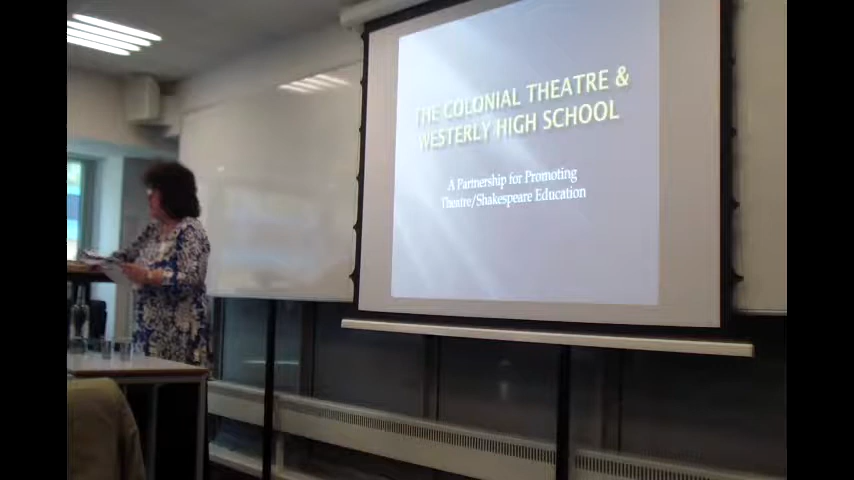 THE COLONIAL THEATRE &
WESTERLY HIGH SCHOOL
A Partnership for Promoting
Theatre/Shakespeare Education